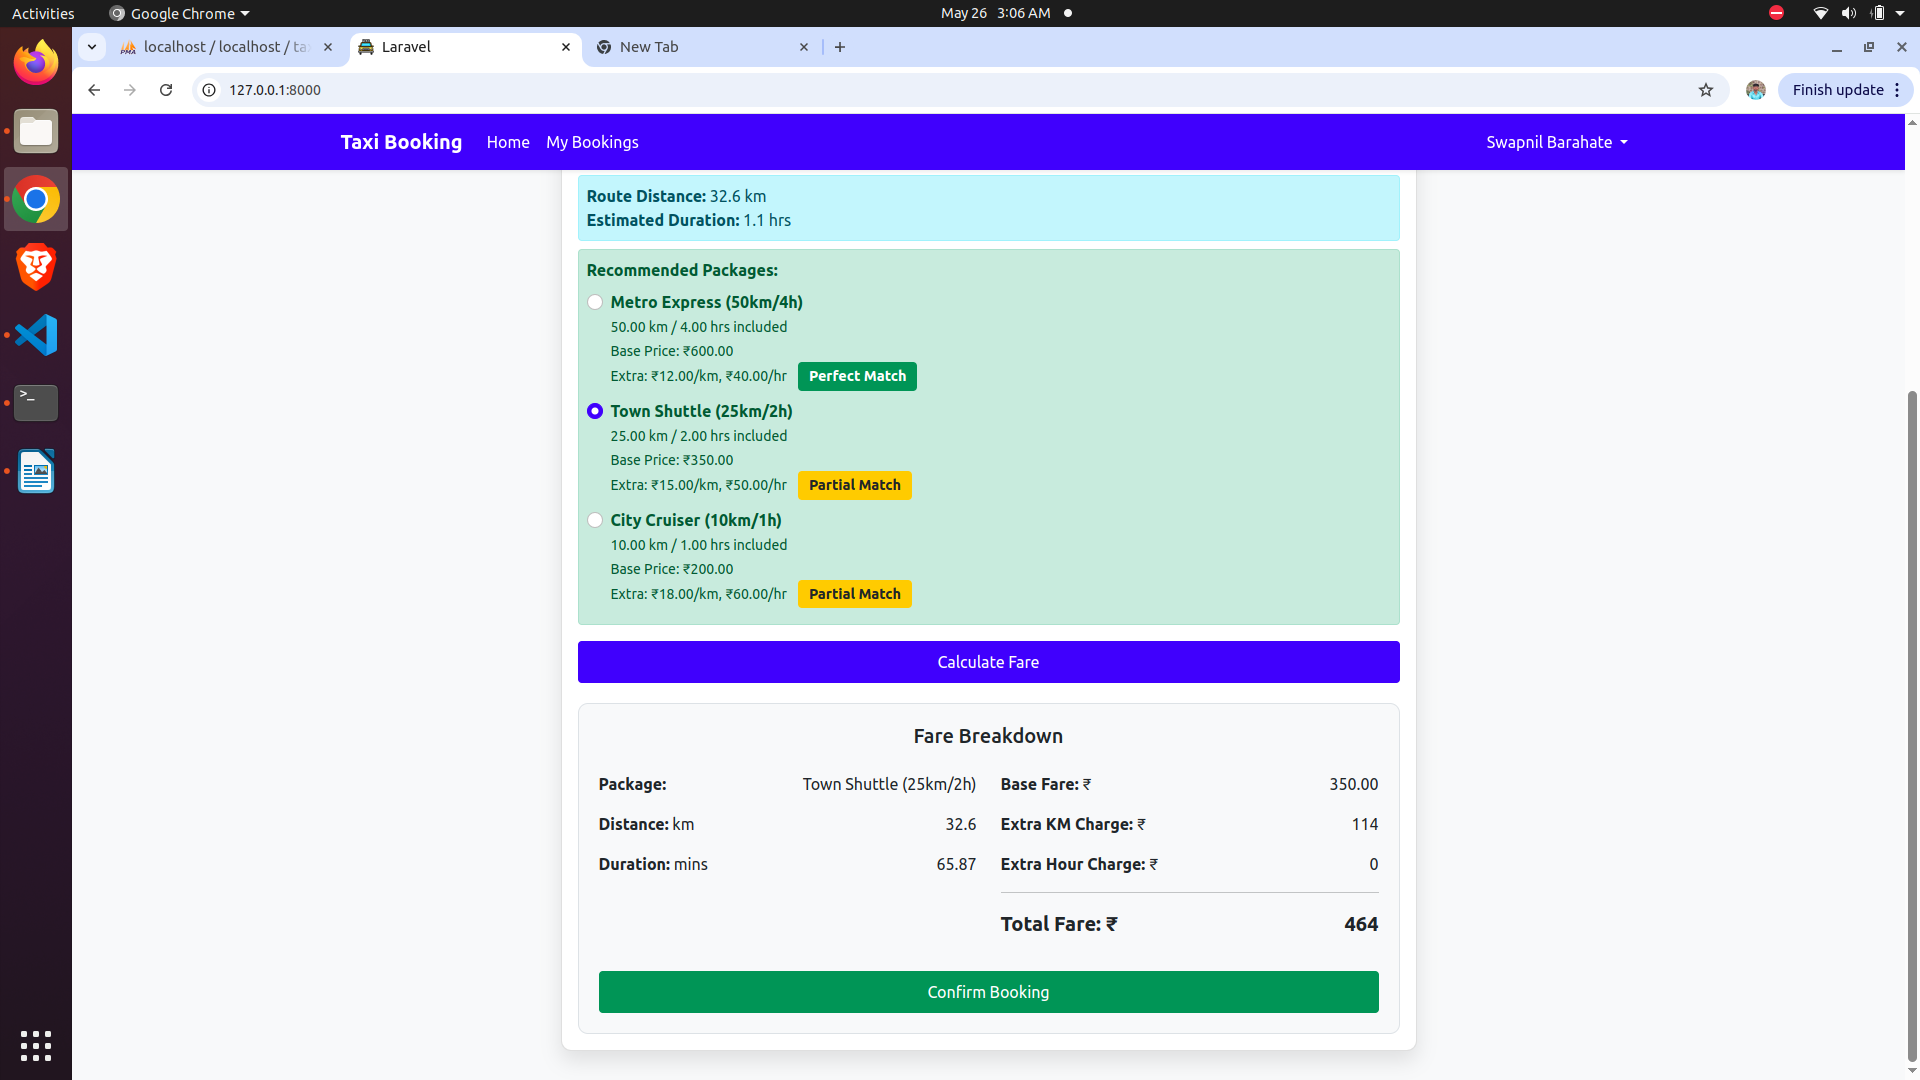 Activities
Google Chrome
May 26 3:06 AM
localhost / localhost / ta
Laravel
New Tab
127.0.0.1:8000
Finish update
Taxi Booking
Home
My Bookings
Swapnil Barahate
Route Distance: 32.6 km
Estimated Duration: 1.1 hrs
Recommended Packages:
Metro Express (50km/4h)
50.00 km / 4.00 hrs included
Base Price: ₹600.00
Extra: ₹12.00/km, ₹40.00/hr Perfect Match
Town Shuttle (25km/2h)
25.00 km / 2.00 hrs included
Base Price: ₹350.00
Extra: ₹15.00/km, ₹50.00/hr Partial Match
City Cruiser (10km/1h)
10.00 km / 1.00 hrs included
Base Price: ₹200.00
Extra: ₹18.00/km, ₹60.00/hr Partial Match
Calculate Fare
Fare Breakdown
Package: Town Shuttle (25km/2h)
Distance: km 32.6
Duration: mins 65.87
Base Fare: ₹ 350.00
Extra KM Charge: ₹ 114
Extra Hour Charge: ₹ 0
Total Fare: ₹ 464
Confirm Booking